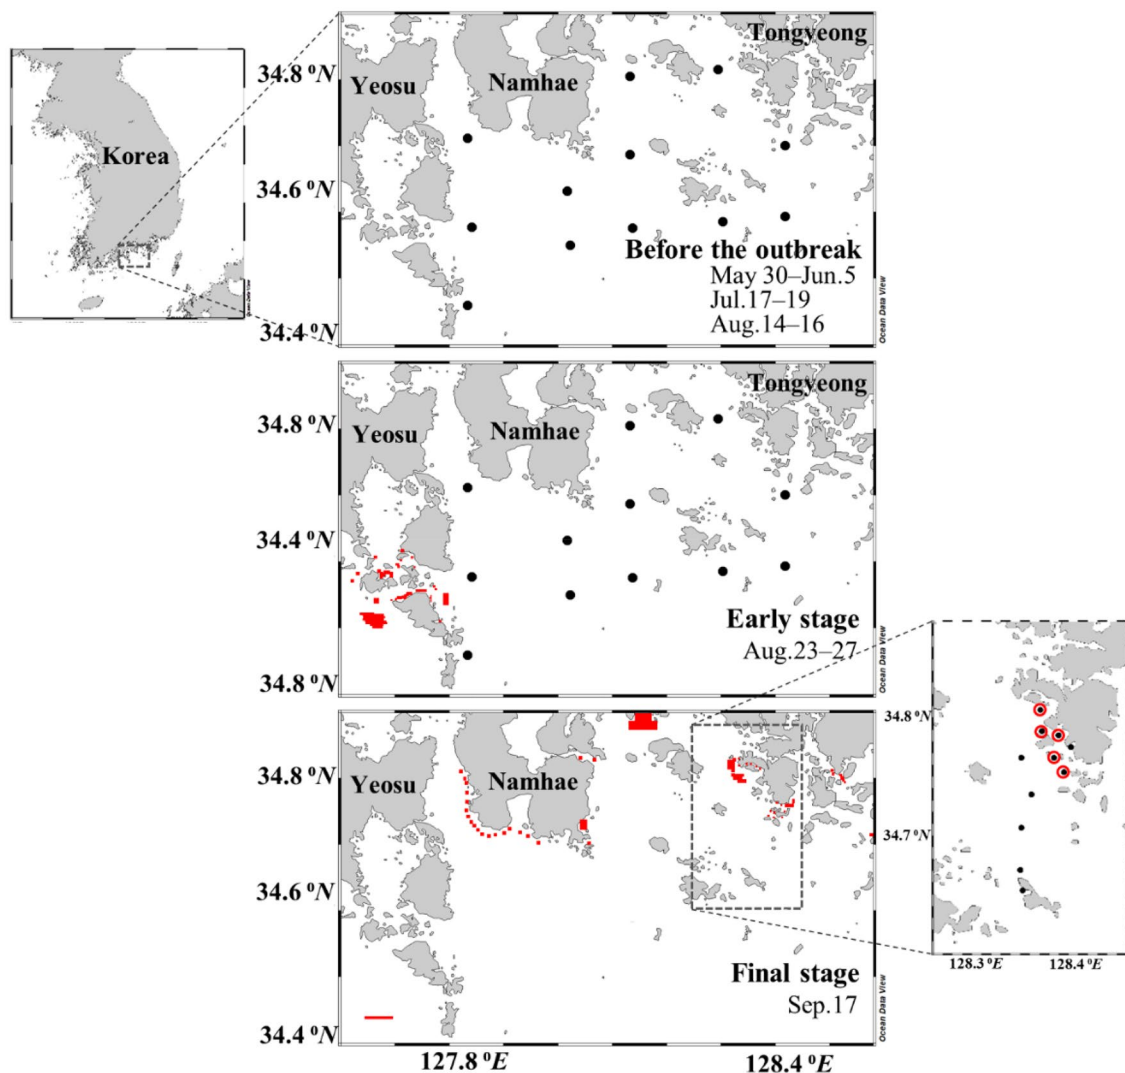 Korea
Tongyeong
34.8 °N
Yeosu
Namhae
34.6 °N
Before the outbreak
May 30–Jun.5
Jul.17–19
Aug.14–16
34.4 °N
Ocean Data View
Ocean Data View
Tongyeong
34.8 °N
Yeosu
Namhae
34.4 °N
Early stage
Aug.23–27
34.8 °N
Ocean Data View
34.8 °N
Yeosu
Namhae
34.6 °N
Final stage
Sep.17
34.4 °N
Ocean Data View
127.8 °E
128.4 °E
34.8 °N
34.7 °N
128.3 °E
128.4 °E